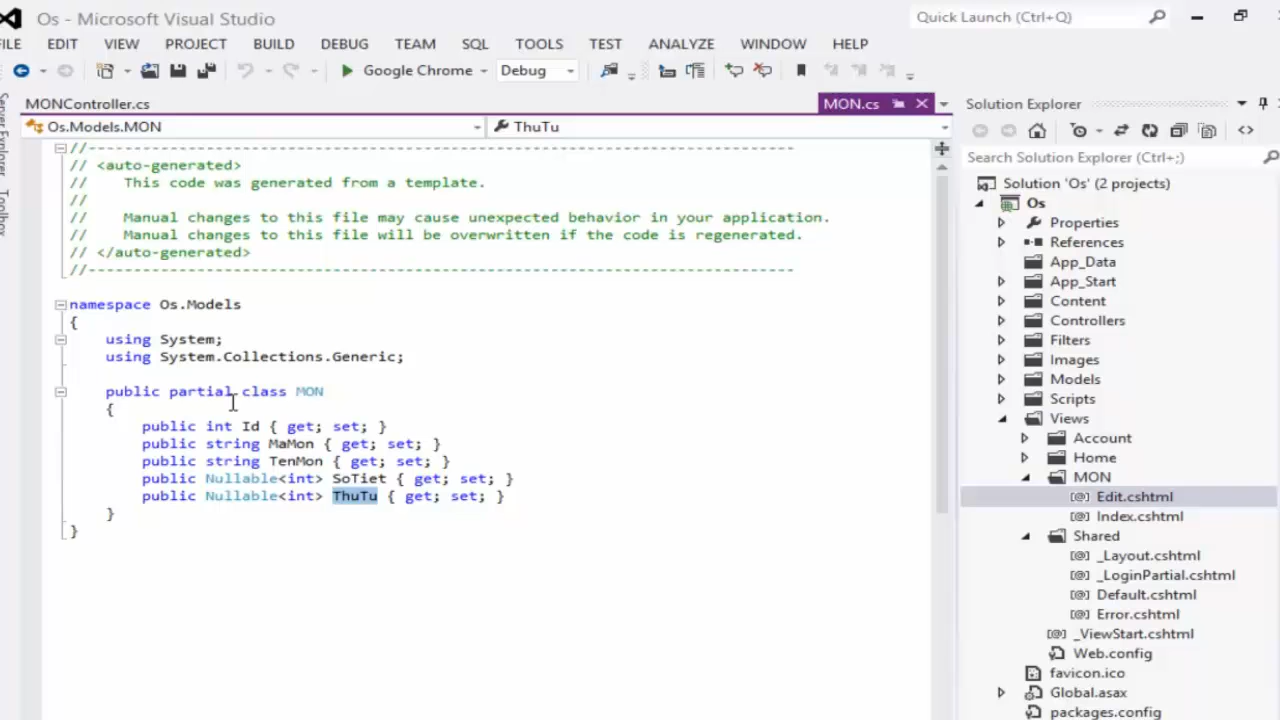 Os - Microsoft Visual Studio
Quick Launch (Ctrl+Q)
FILE EDIT VIEW PROJECT BUILD DEBUG TEAM SQL TOOLS TEST ANALYZE WINDOW HELP
Google Chrome Debug
Server Explorer
Toolbox
MONController.cs
MON.cs
Os.Models.MON
ThuTu
//------------------------------------------------------------------------------
// <auto-generated>
//    This code was generated from a template.
//
//    Manual changes to this file may cause unexpected behavior in your application.
//    Manual changes to this file will be overwritten if the code is regenerated.
// </auto-generated>
//------------------------------------------------------------------------------
namespace Os.Models
{
using System;
using System.Collections.Generic;
public partial class MON
{
public int Id { get; set; }
public string MaMon { get; set; }
public string TenMon { get; set; }
public Nullable<int> SoTiet { get; set; }
public Nullable<int> ThuTu { get; set; }
}
}
Solution Explorer
Search Solution Explorer (Ctrl+;)
Solution 'Os' (2 projects)
Os
Properties
References
App_Data
App_Start
Content
Controllers
Filters
Images
Models
Scripts
Views
Account
Home
MON
Edit.cshtml
Index.cshtml
Shared
_Layout.cshtml
_LoginPartial.cshtml
Default.cshtml
Error.cshtml
_ViewStart.cshtml
Web.config
favicon.ico
Global.asax
packages.config